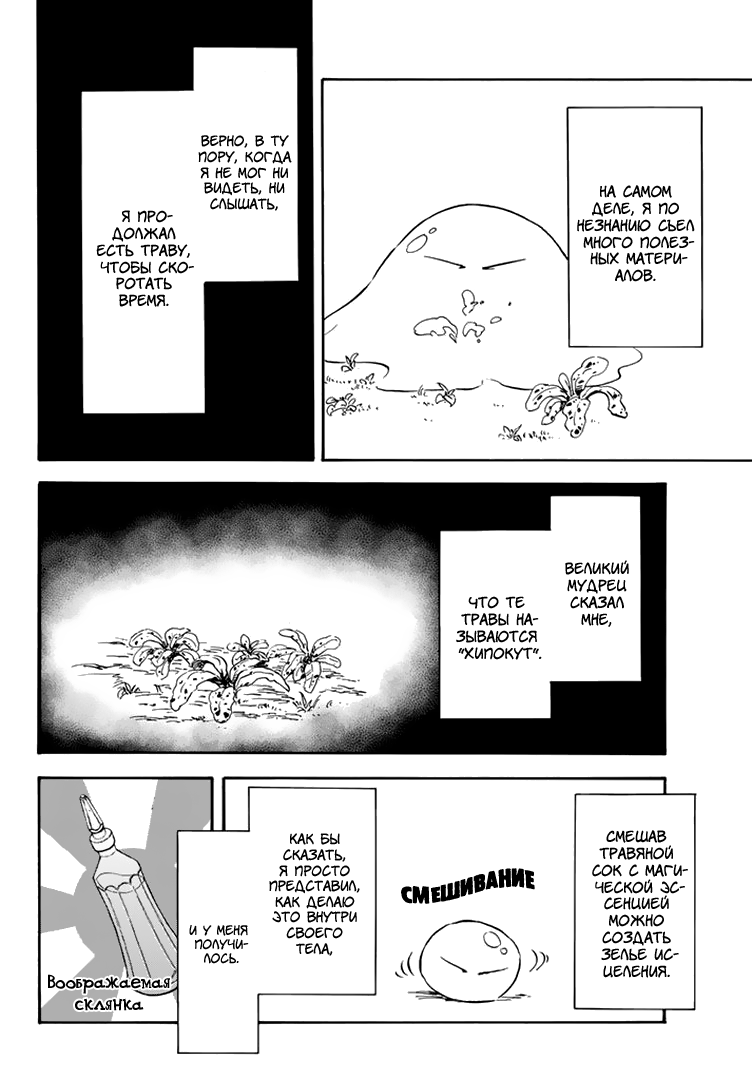 НА САМОМ
ДЕЛЕ, Я ПО
НЕЗНАНИЮ СЪЕЛ
МНОГО ПОЛЕЗ-
НЫХ МАТЕРИ-
АЛОВ.
ВЕРНО, В ТУ
ПОРУ, КОГДА
Я НЕ МОГ НИ
ВИДЕТЬ, НИ
СЛЫШАТЬ,
Я ПРО-
ДОЛЖАЛ
ЕСТЬ ТРАВУ,
ЧТОБЫ СКО-
РОТАТЬ
ВРЕМЯ.
ВЕЛИКИЙ
МУДРЕЦ
СКАЗАЛ
МНЕ,
ЧТО ТЕ
ТРАВЫ НА-
ЗЫВАЮТСЯ
"ХИПОКУТ".
СМЕШАВ
ТРАВЯНОЙ
СОК С МАГИ-
ЧЕСКОЙ ЭС-
СЕНЦИЕЙ
МОЖНО
СОЗДАТЬ
ЗЕЛЬЕ ИС-
ЦЕЛЕНИЯ.
СМЕШИВАНИЕ
КАК БЫ
СКАЗАТЬ,
Я ПРОСТО
ПРЕДСТАВИЛ,
КАК ДЕЛАЮ
ЭТО ВНУТРИ
СВОЕГО
ТЕЛА,
И У МЕНЯ
ПОЛУЧИ-
ЛОСЬ.
Воображаемая
склянка